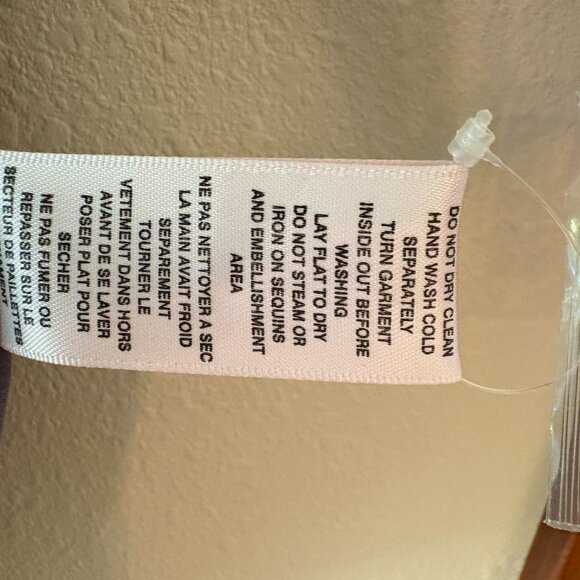 DO NOT DRY CLEAN
HAND WASH COLD
SEPARATELY
TURN GARMENT
INSIDE OUT BEFORE
WASHING
LAY FLAT TO DRY
DO NOT STEAM OR
IRON ON SEQUINS
AND EMBELLISHMENT
AREA
NE PAS NETTOYER A SEC
LA MAIN AVAIT FROID
SEPAREMENT
TOURNER LE
VETEMENT DANS HORS
AVANT DE SE LAVER
POSER PLAT POUR
SECHER
NE PAS FUMER OU
REPASSER SUR LE
SECTEUR DE PAILLETTES